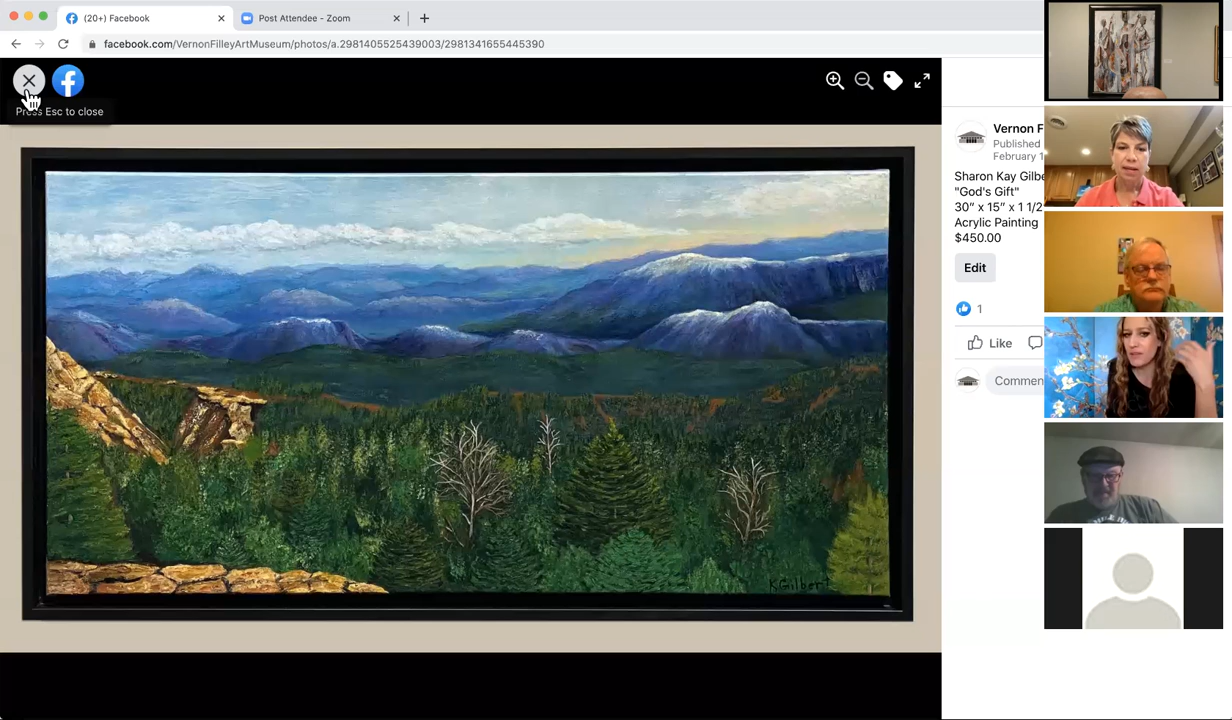 (20+) Facebook
Post Attendee - Zoom
facebook.com/VernonFilleyArtMuseum/photos/a.2981405525439003/2981341655445390
Press Esc to close
Vernon F
Published
February 1
Sharon Kay Gilbe
"God's Gift"
30” x 15” x 1 1/2
Acrylic Painting
$450.00
Edit
1
Like
Commen
K Gilbert